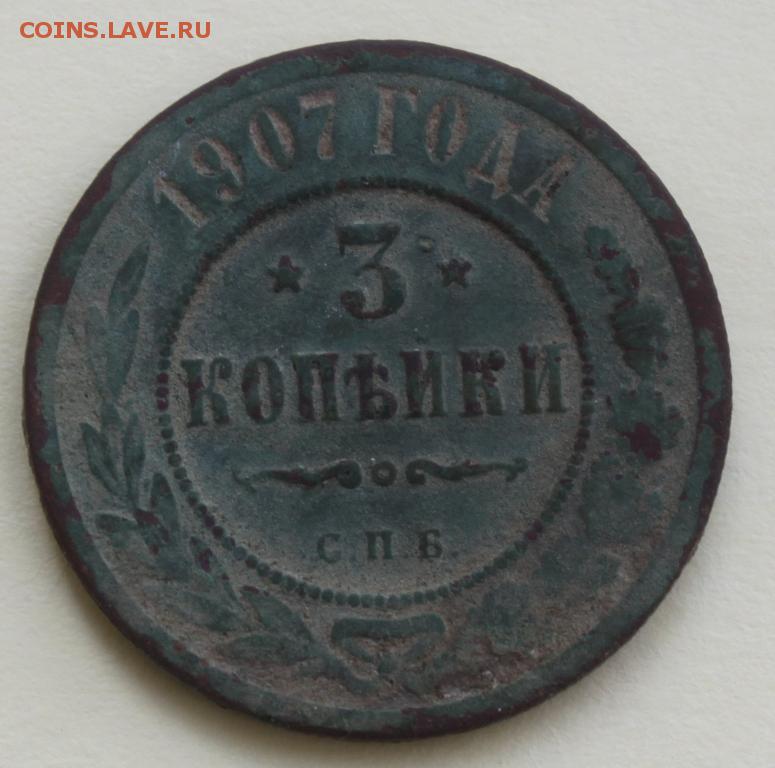 COINS.LAVE.RU
1907 ГОДА
3
КОПѢЙКИ
С.П.Б.